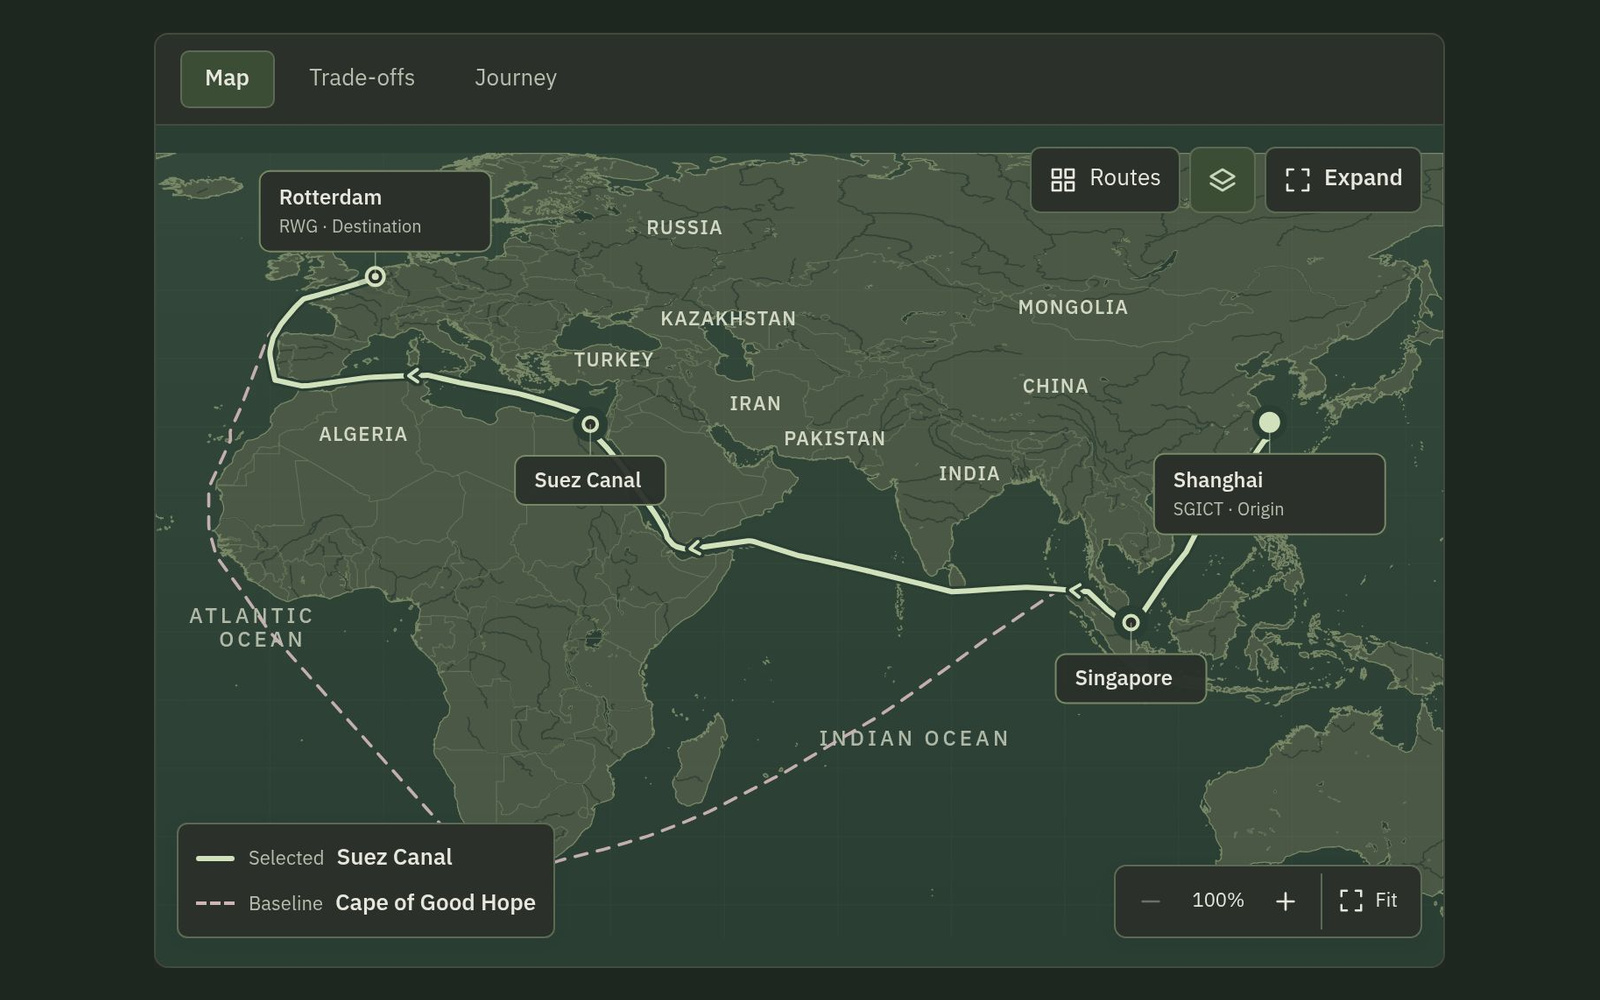 Map
Trade-offs
Journey
Routes
Expand
Rotterdam
RWG · Destination
RUSSIA
MONGOLIA
KAZAKHSTAN
TURKEY
CHINA
IRAN
ALGERIA
PAKISTAN
INDIA
Suez Canal
Shanghai
SGICT · Origin
ATLANTIC
OCEAN
Singapore
INDIAN OCEAN
Selected Suez Canal
Baseline Cape of Good Hope
100%
Fit